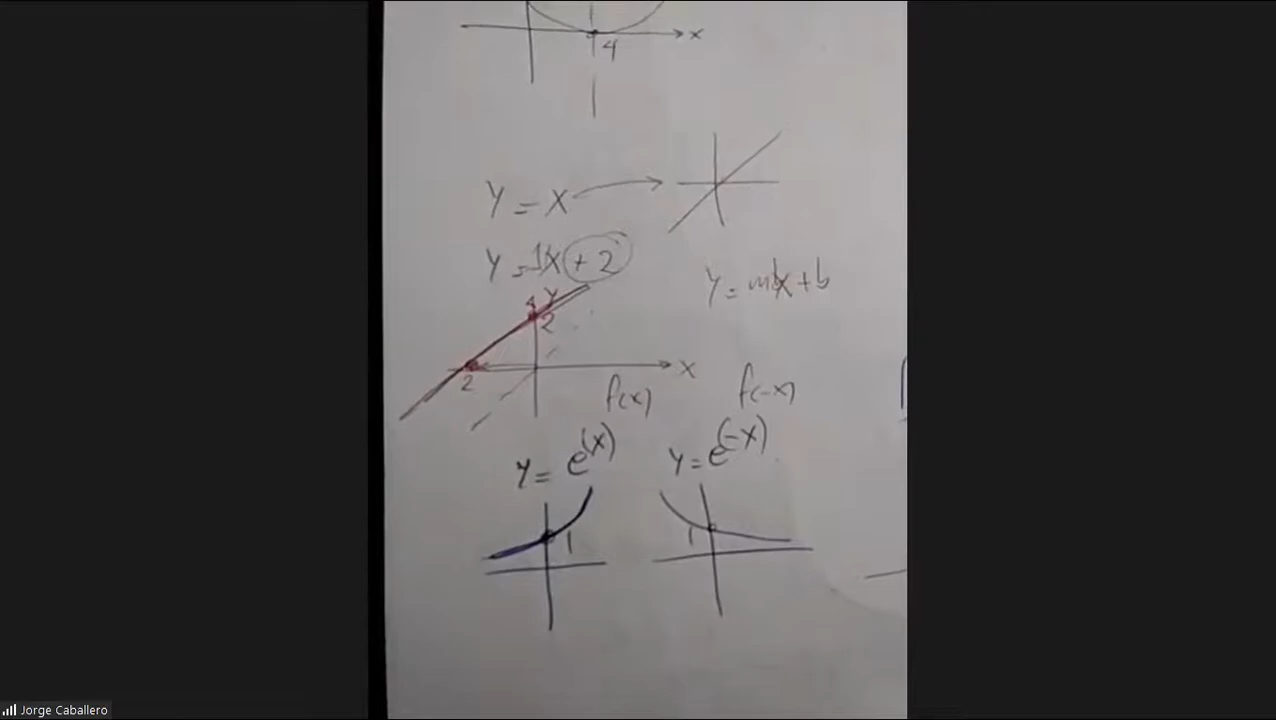 x
4
y = x
y = 1x + 2
y = mx + b
y
2
x
2
f(x) f(-x)
y = e^(x) y = e^(-x)
1 1
Jorge Caballero